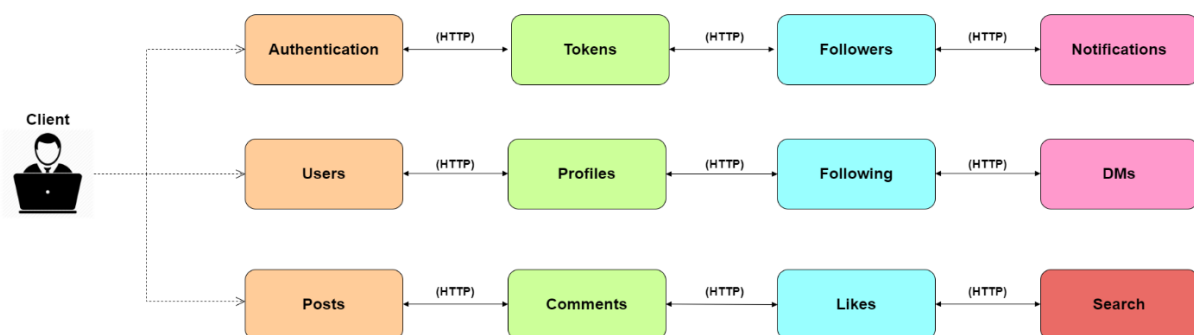 (HTTP) (HTTP) (HTTP)
Authentication Tokens Followers Notifications
Client
(HTTP) (HTTP) (HTTP)
Users Profiles Following DMs
(HTTP) (HTTP) (HTTP)
Posts Comments Likes Search